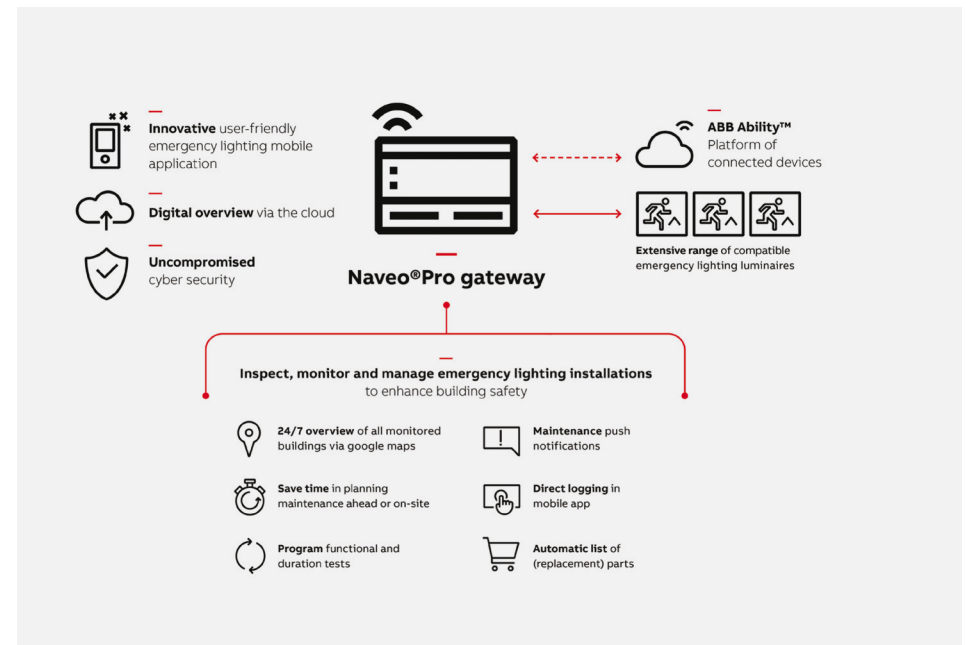 Innovative user-friendly
emergency lighting mobile
application
Digital overview via the cloud
Uncompromised
cyber security
Naveo®Pro gateway
ABB Ability™
Platform of
connected devices
Extensive range of compatible
emergency lighting luminaires
Inspect, monitor and manage emergency lighting installations
to enhance building safety
24/7 overview of all monitored
buildings via google maps
Maintenance push
notifications
Save time in planning
maintenance ahead or on-site
Direct logging in
mobile app
Program functional and
duration tests
Automatic list of
(replacement) parts